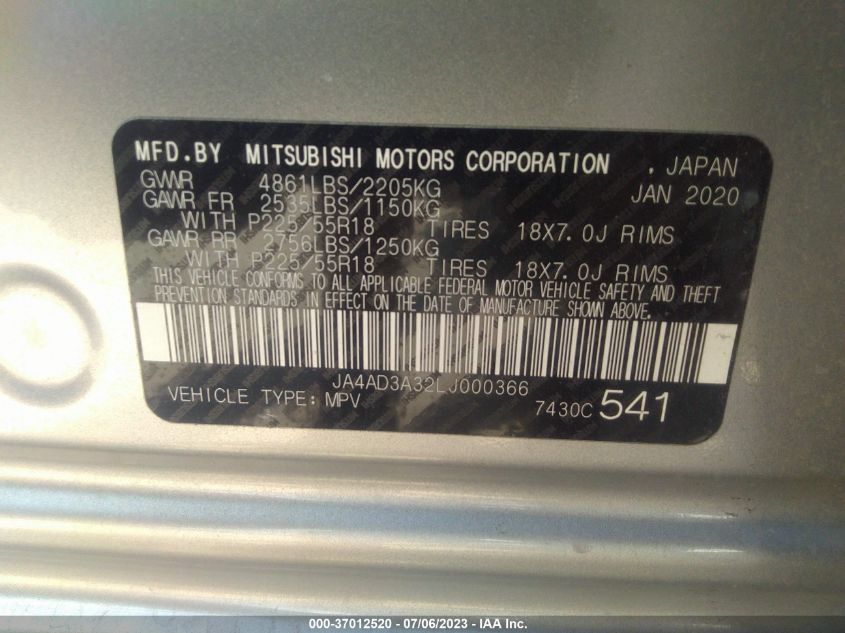 MFD.BY MITSUBISHI MOTORS CORPORATION , JAPAN
GVWR 4861LBS/2205KG JAN 2020
GAWR FR 2535LBS/1150KG
WITH P225/55R18 TIRES 18X7.0J RIMS
GAWR RR 2756LBS/1250KG
WITH P225/55R18 TIRES 18X7.0J RIMS
THIS VEHICLE CONFORMS TO ALL APPLICABLE FEDERAL MOTOR VEHICLE SAFETY AND THEFT
PREVENTION STANDARDS IN EFFECT ON THE DATE OF MANUFACTURE SHOWN ABOVE.
JA4AD3A32LJ000366
VEHICLE TYPE: MPV 7430C 541
000-37012520 - 07/06/2023 - IAA Inc.